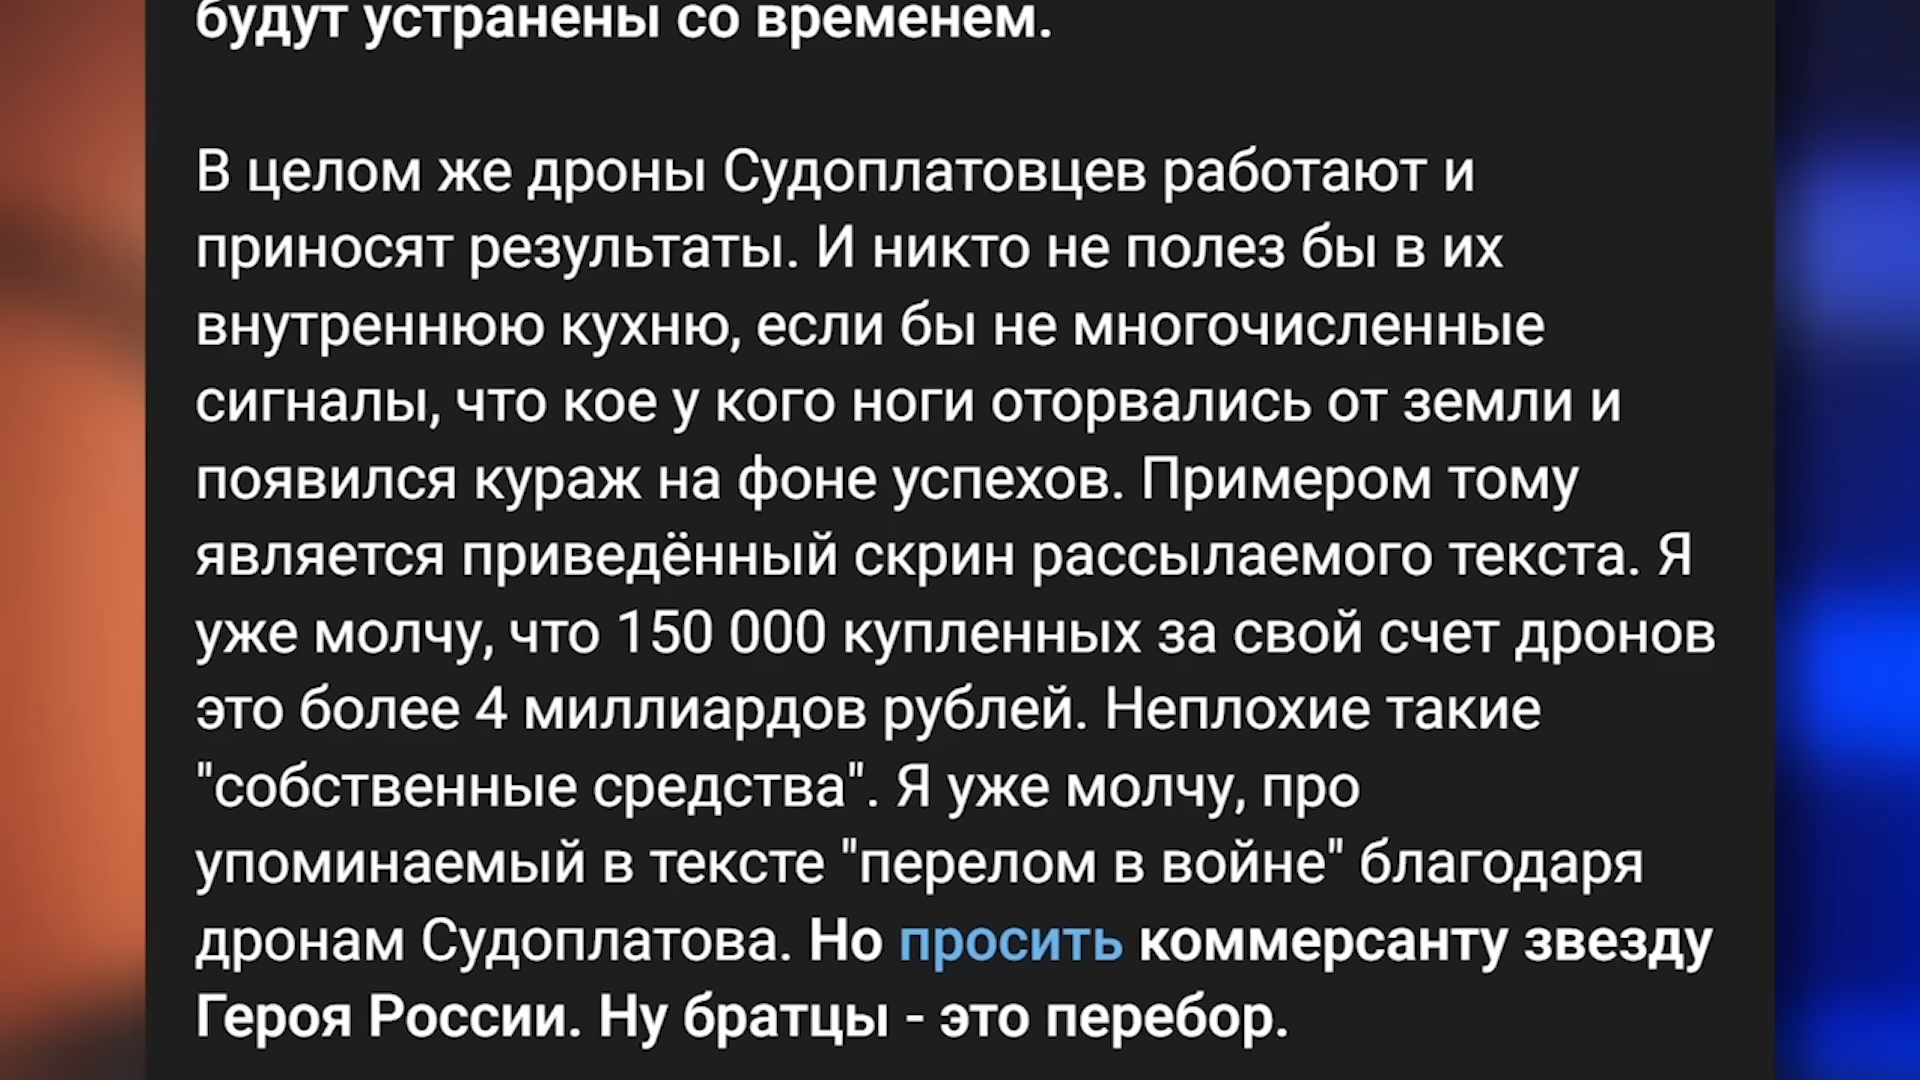 будут устранены со временем.
В целом же дроны Судоплатовцев работают и
приносят результаты. И никто не полез бы в их
внутреннюю кухню, если бы не многочисленные
сигналы, что кое у кого ноги оторвались от земли и
появился кураж на фоне успехов. Примером тому
является приведённый скрин рассылаемого текста. Я
уже молчу, что 150 000 купленных за свой счет дронов
это более 4 миллиардов рублей. Неплохие такие
"собственные средства". Я уже молчу, про
упоминаемый в тексте "перелом в войне" благодаря
дронам Судоплатова. Но просить коммерсанту звезду
Героя России. Ну братцы - это перебор.